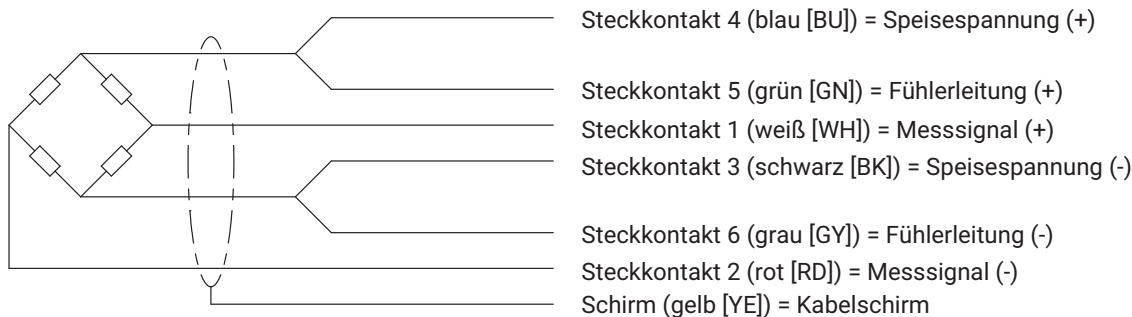 Steckkontakt 4 (blau [BU]) = Speisespannung (+)
Steckkontakt 5 (grün [GN]) = Fühlerleitung (+)
Steckkontakt 1 (weiß [WH]) = Messsignal (+)
Steckkontakt 3 (schwarz [BK]) = Speisespannung (-)
Steckkontakt 6 (grau [GY]) = Fühlerleitung (-)
Steckkontakt 2 (rot [RD]) = Messsignal (-)
Schirm (gelb [YE]) = Kabelschirm